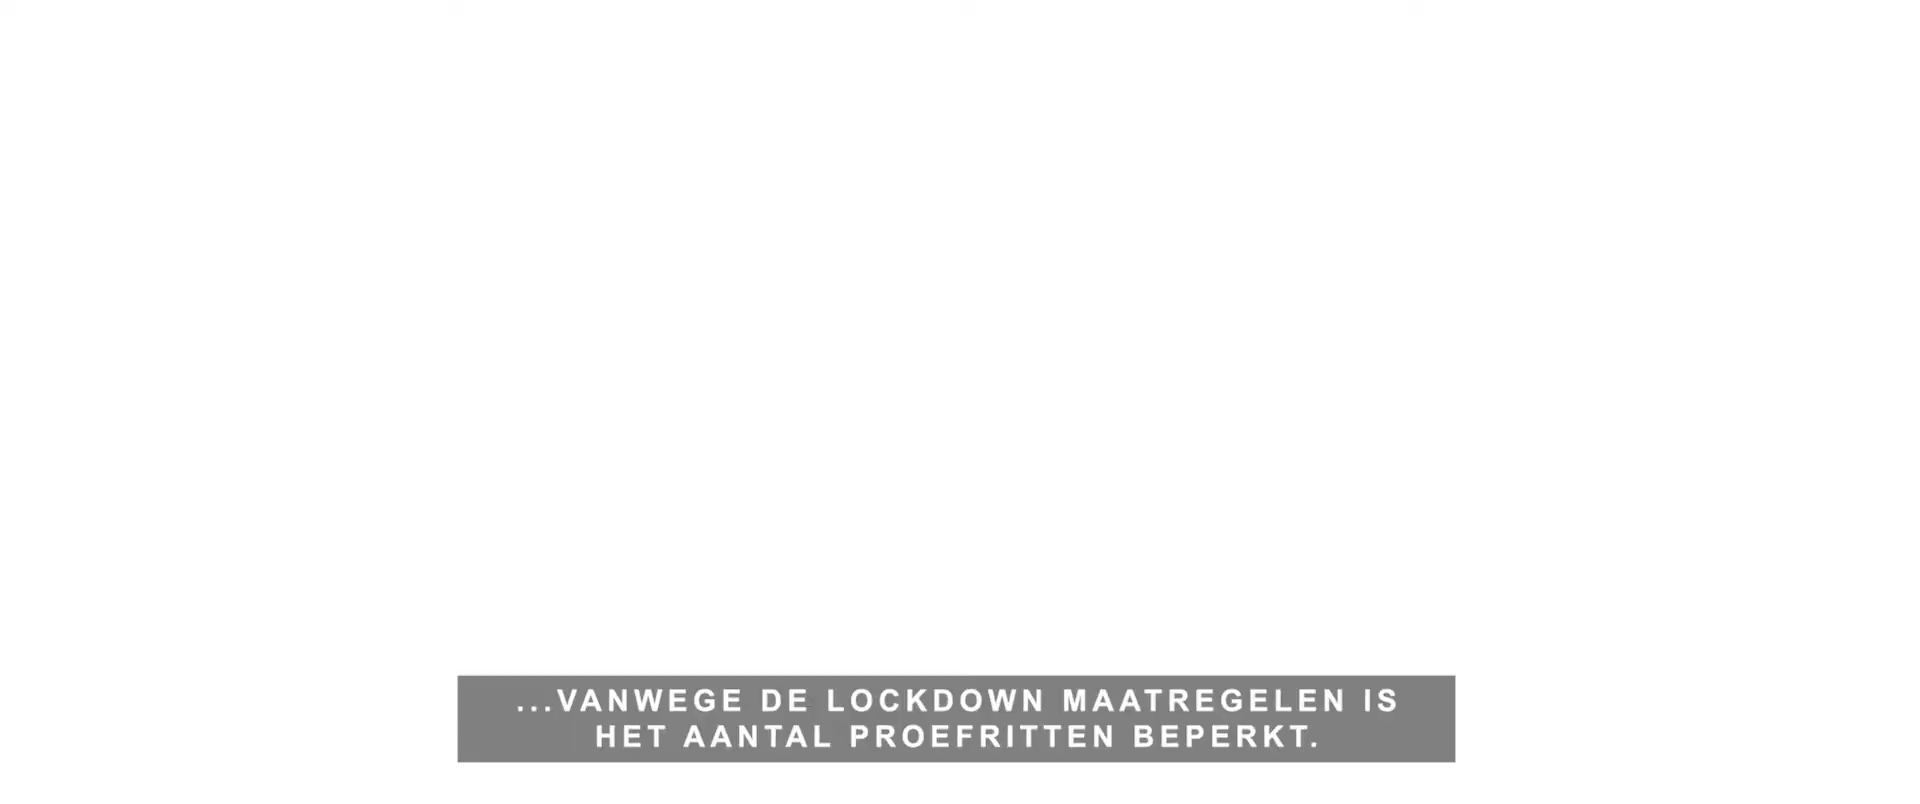 ...VANWEGE DE LOCKDOWN MAATREGELEN IS
HET AANTAL PROEFRITTEN BEPERKT.